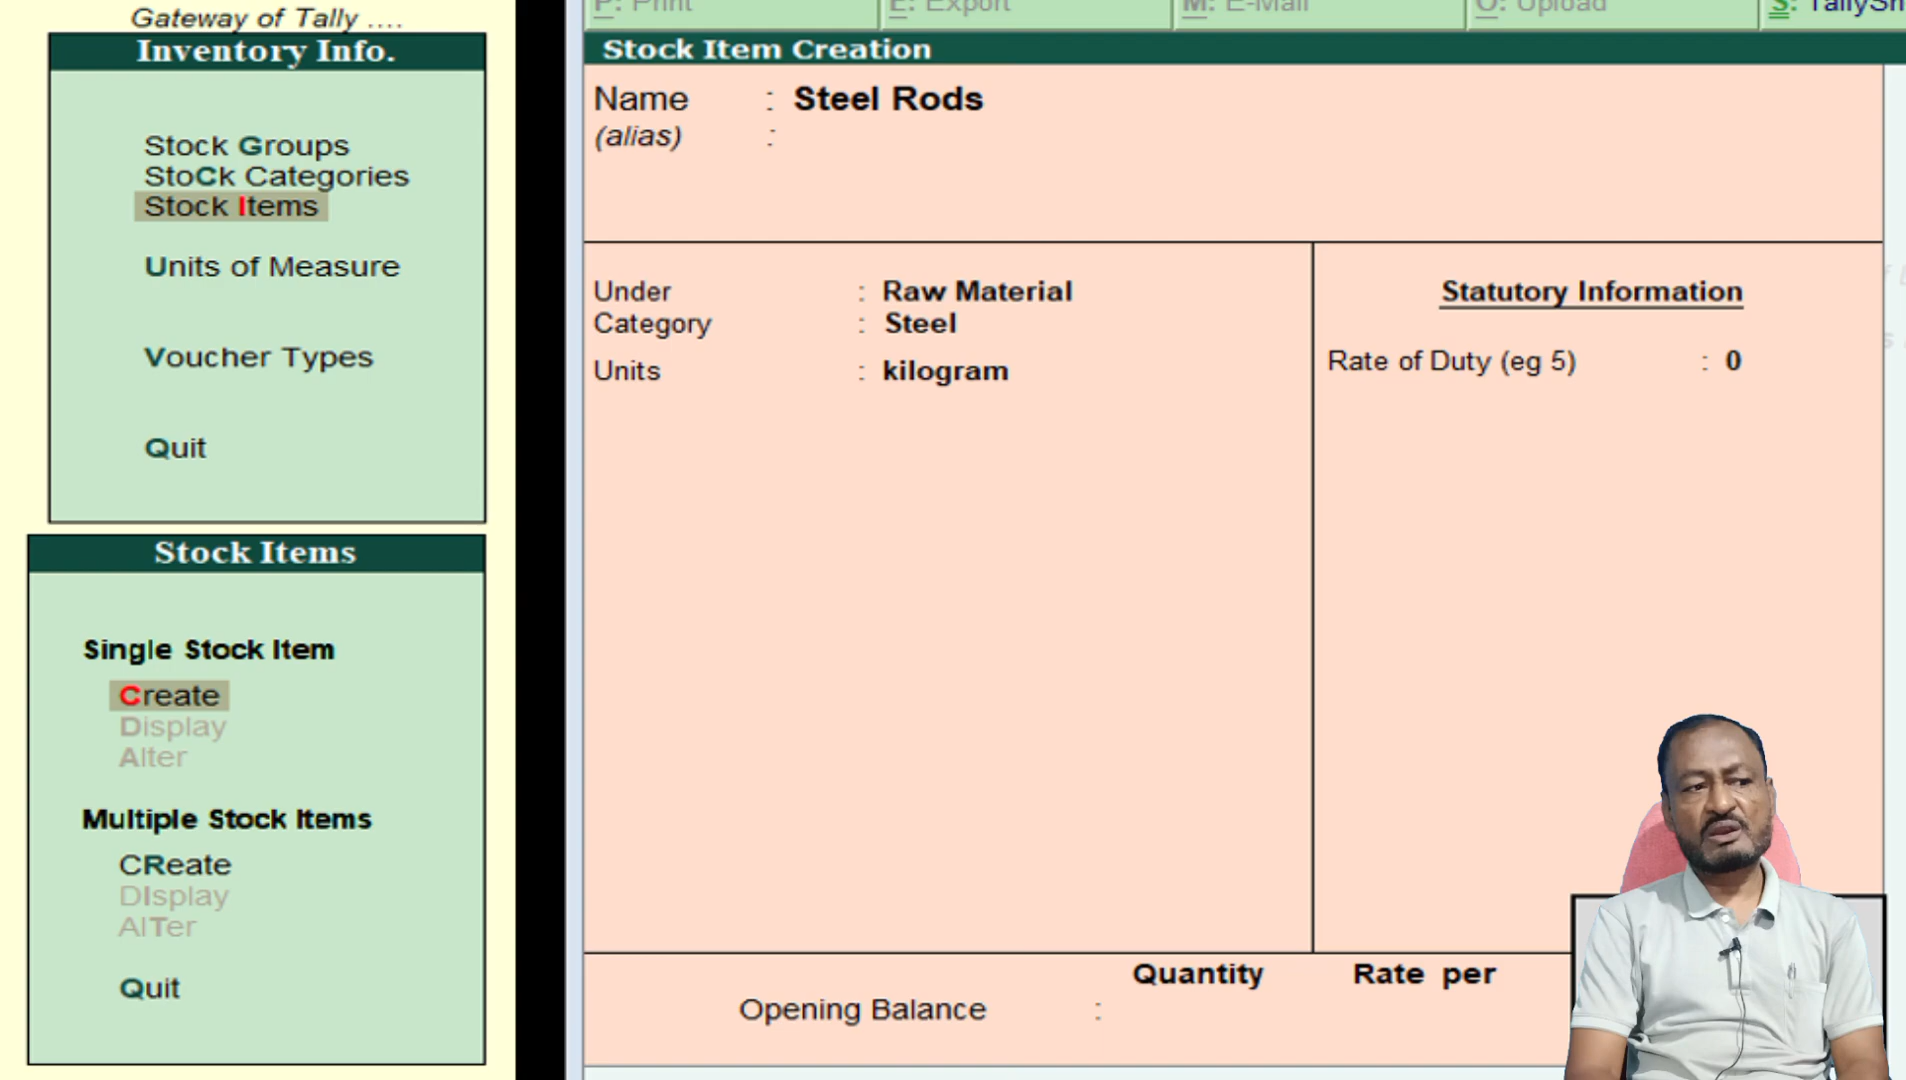 Gateway of Tally ....
Inventory Info.
Stock Groups
StoCk Categories
Stock Items
Units of Measure
Voucher Types
Quit
Stock Items
Single Stock Item
Create
Display
Alter
Multiple Stock Items
CReate
DIsplay
AlTer
Quit
P: Print E: Export M: E-Mail O: Upload S: TallySh
Stock Item Creation
Name : Steel Rods
(alias) :
Under : Raw Material
Category : Steel
Units : kilogram
Statutory Information
Rate of Duty (eg 5) : 0
Quantity Rate per
Opening Balance :